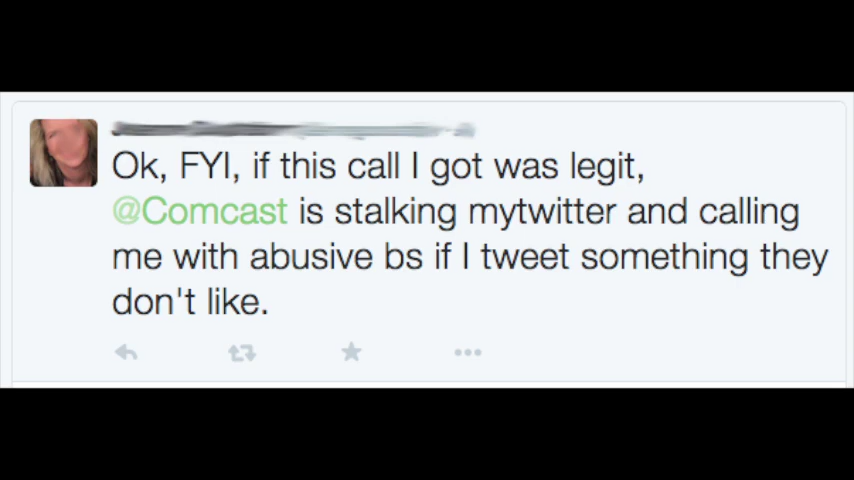 Ok, FYI, if this call I got was legit,
@Comcast is stalking mytwitter and calling
me with abusive bs if I tweet something they
don't like.